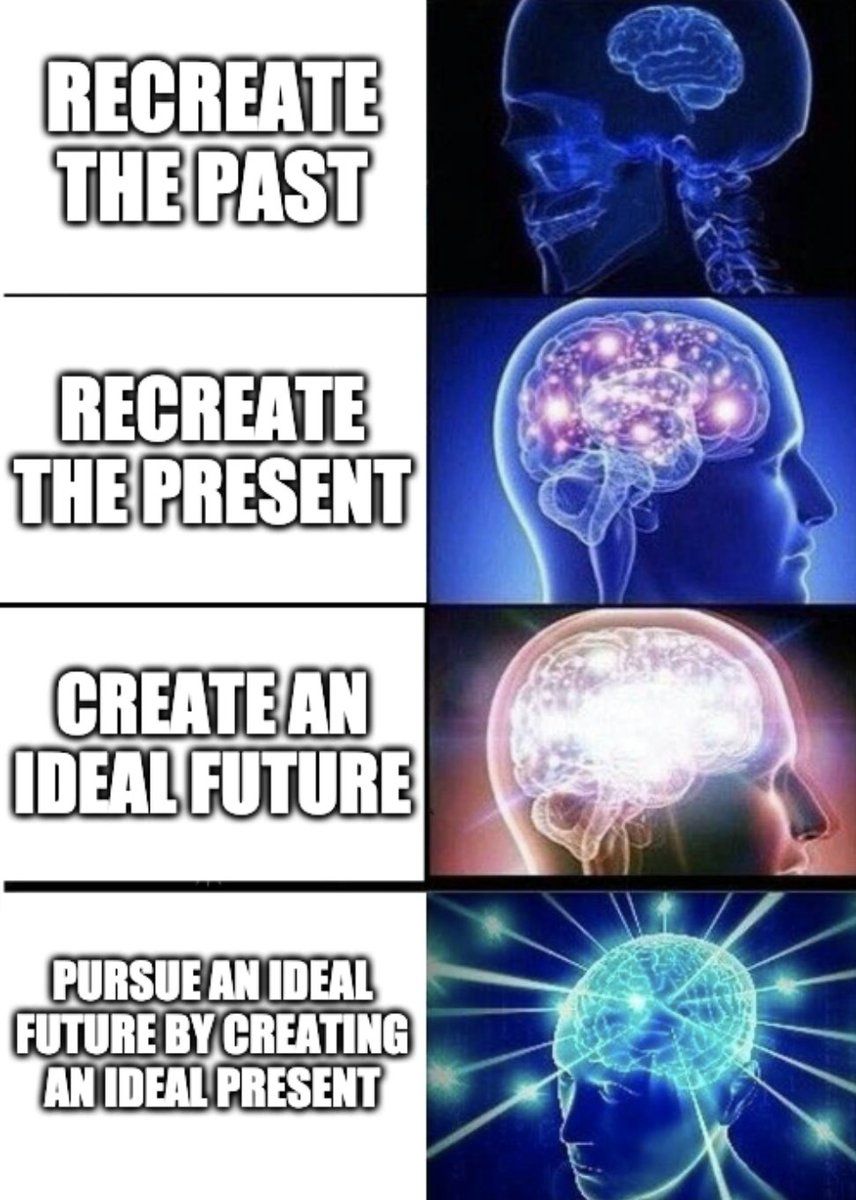 RECREATE
THE PAST
RECREATE
THE PRESENT
CREATE AN
IDEAL FUTURE
PURSUE AN IDEAL
FUTURE BY CREATING
AN IDEAL PRESENT